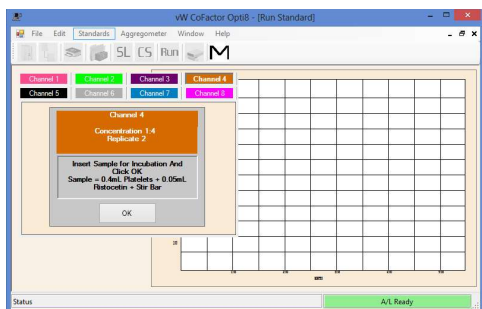 vW CoFactor Opti8 - [Run Standard]
File Edit Standards Aggregometer Window Help
SL CS Run M
Channel 1 Channel 2 Channel 3 Channel 4
Channel 5 Channel 6 Channel 7 Channel 8
Channel 4
Concentration 1:4
Replicate 2
Insert Sample for Incubation And
Click OK
Sample = 0.4mL Platelets + 0.05mL
Ristocetin + Stir Bar
OK
Status A/L Ready